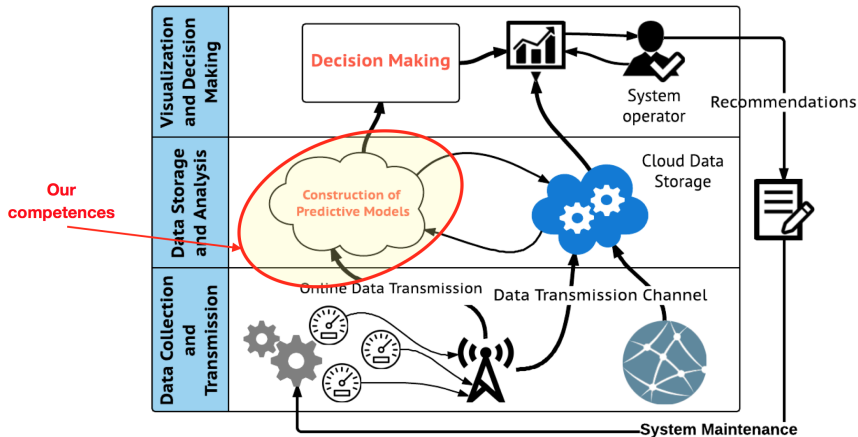 Visualization
and Decision
Making
Decision Making
System
operator
Recommendations
Our
competences
Data Storage
and Analysis
Construction of
Predictive Models
Cloud Data
Storage
Data Collection
and
Transmission
Online Data Transmission
Data Transmission Channel
System Maintenance